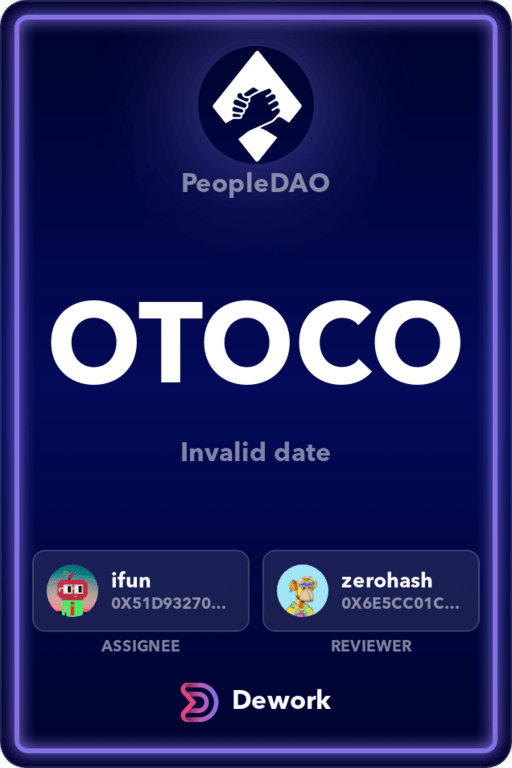 PeopleDAO
OTOCO
Invalid date
ifun
0X51D93270...
ASSIGNEE
zerohash
0X6E5CC01C...
REVIEWER
Dework